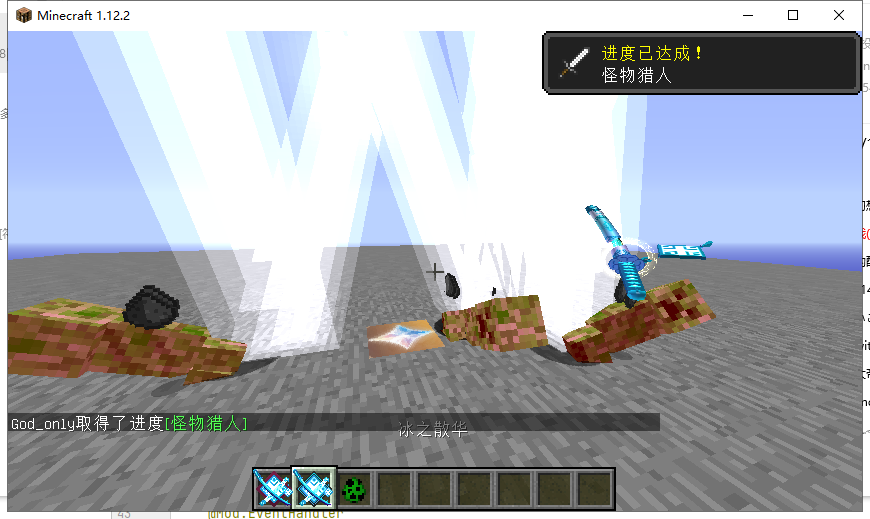 Minecraft 1.12.2
进度已达成！
怪物猎人
God_only取得了进度[怪物猎人]
冰之散华
43
@Mod.EventHandler